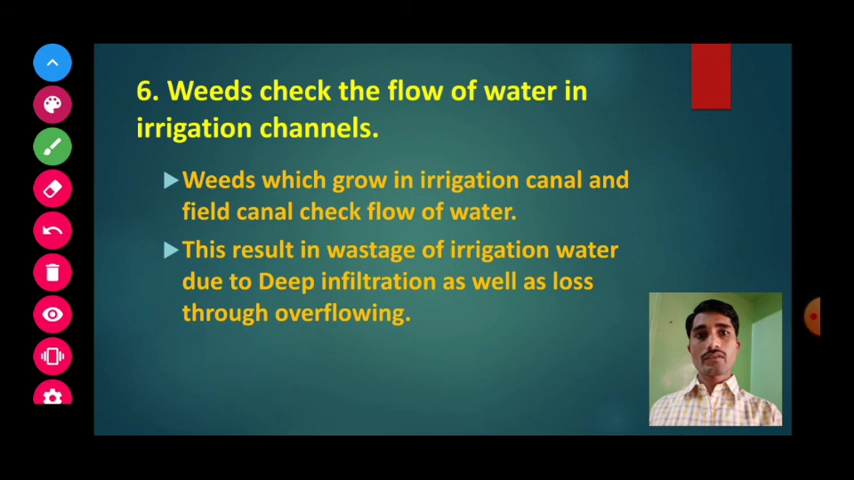 6. Weeds check the flow of water in
irrigation channels.
Weeds which grow in irrigation canal and
field canal check flow of water.
This result in wastage of irrigation water
due to Deep infiltration as well as loss
through overflowing.